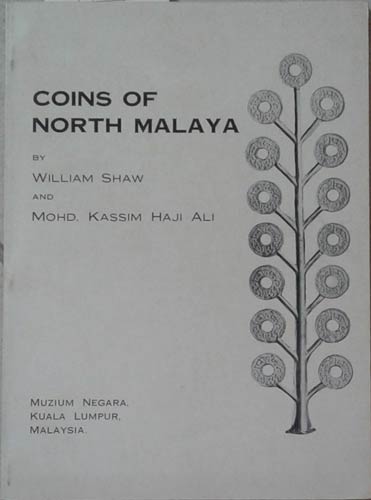 COINS OF
NORTH MALAYA
BY
WILLIAM SHAW
AND
MOHD. KASSIM HAJI ALI
MUZIUM NEGARA,
KUALA LUMPUR,
MALAYSIA.